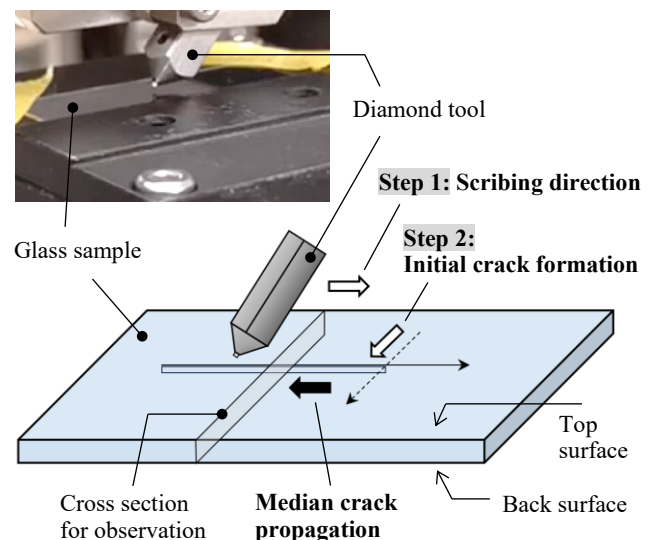 Diamond tool
Step 1: Scribing direction
Step 2:
Initial crack formation
Glass sample
Top
surface
Back surface
Cross section
for observation
Median crack
propagation